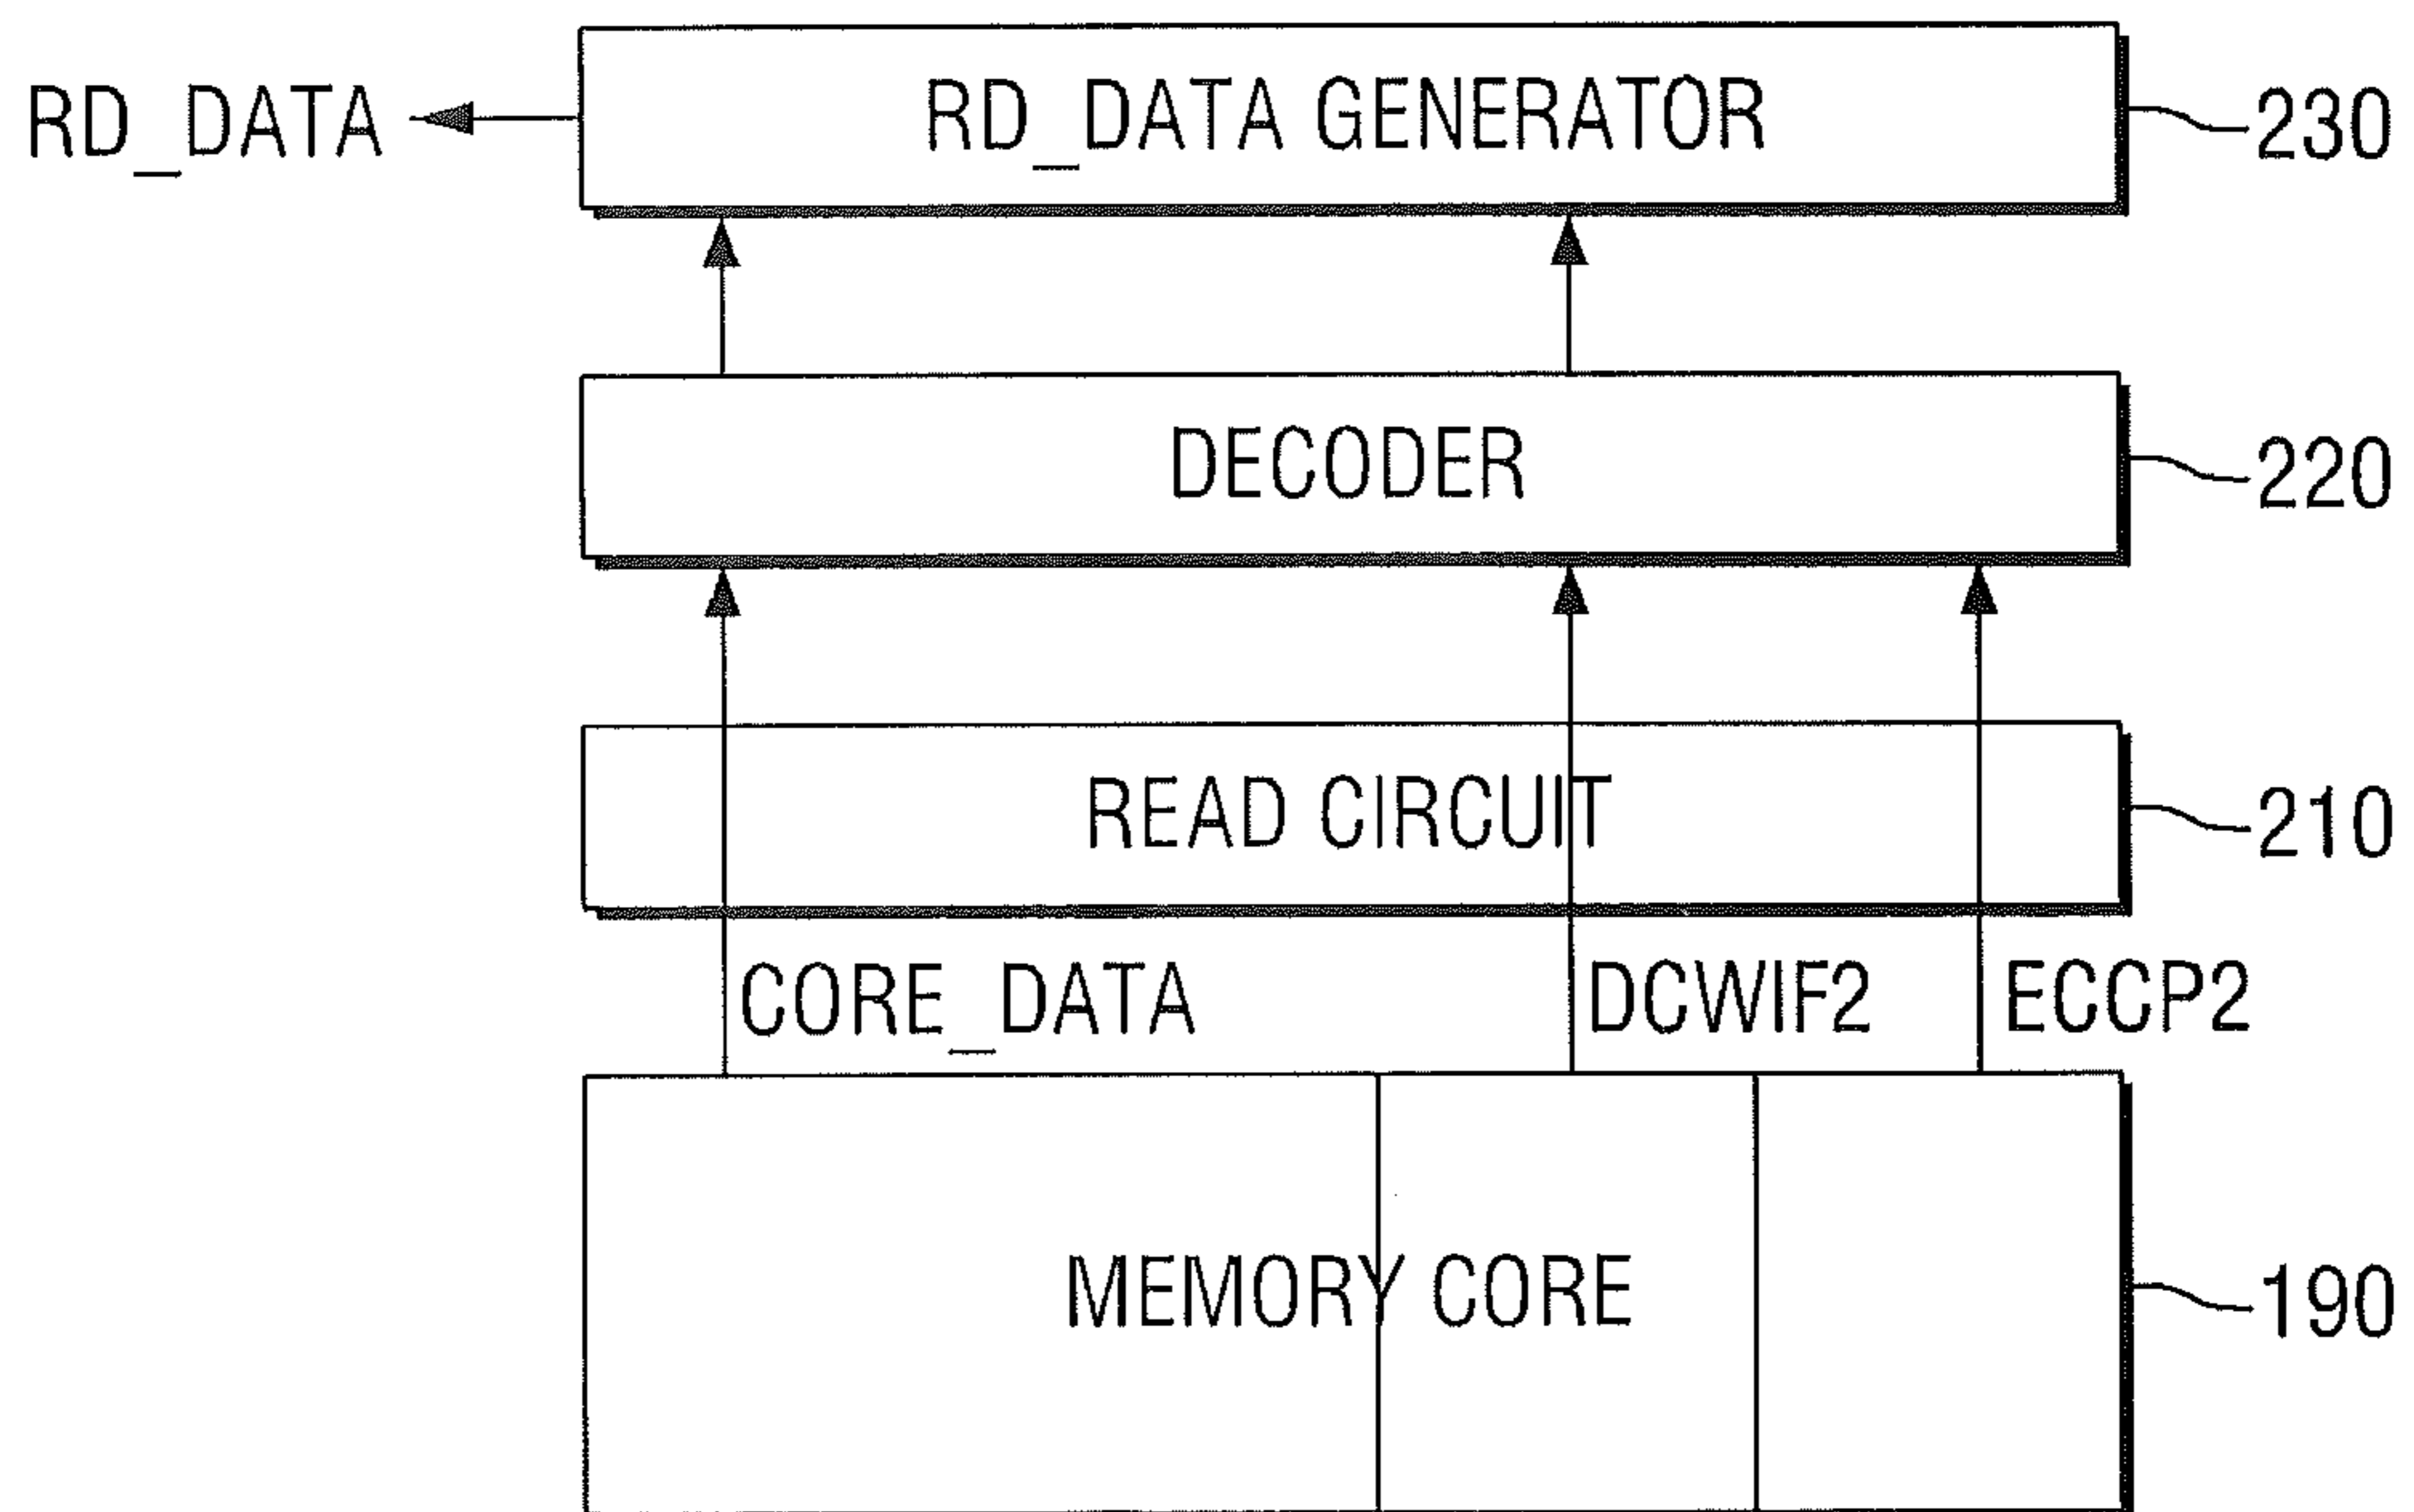 RD_DATA
RD_DATA GENERATOR
230
DECODER
220
READ CIRCUIT
210
CORE_DATA
DCWIF2
ECCP2
MEMORY CORE
190